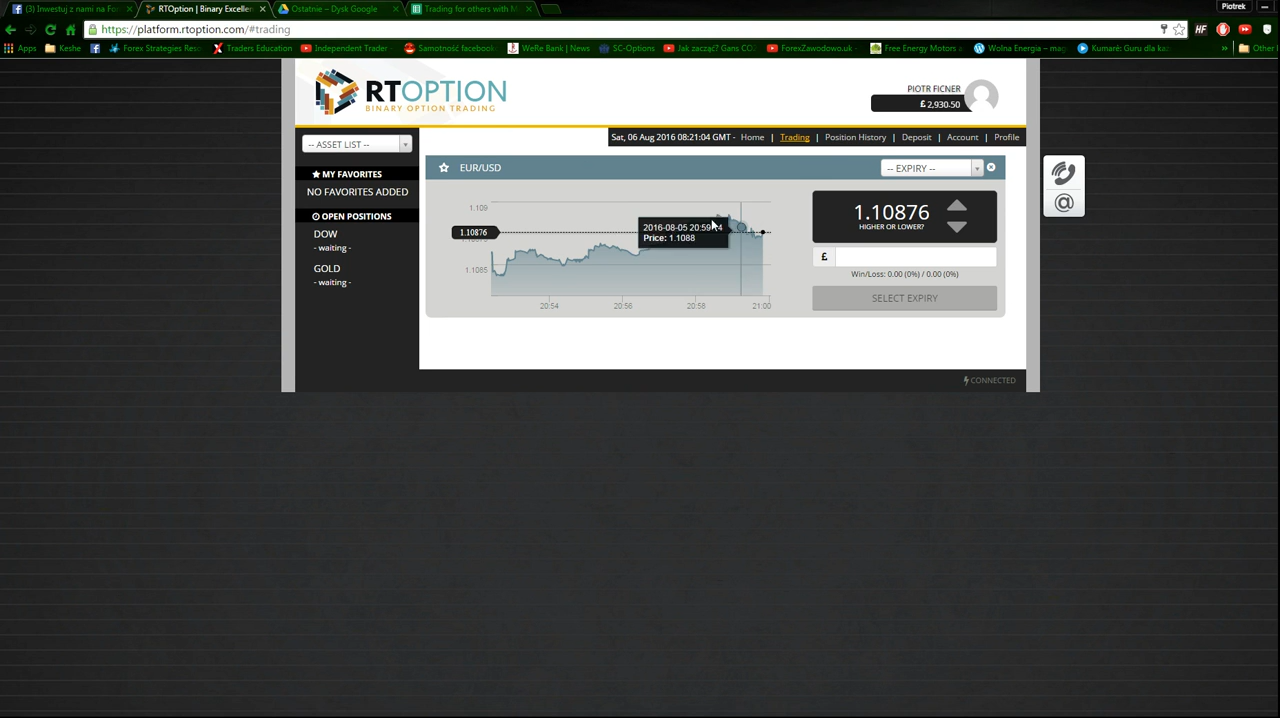 Piotrek
(3) Inwestuj z nami na Fo
RTOption | Binary Excellen
Ostatnie – Dysk Google
Trading for others with M
https://platform.rtoption.com/#trading
Apps
Keshe
Forex Strategies Reso
Traders Education
Independent Trader -
Samotność facebook
WeRe Bank | News
SC-Options
Jak zacząć? Gans CO2
ForexZawodowo.uk -
Free Energy Motors a
Wolna Energia – mag
Kumaré: Guru dla ka
»
Other
RTOPTION
BINARY OPTION TRADING
PIOTR FICNER
£ 2,930.50
Sat, 06 Aug 2016 08:21:04 GMT - Home | Trading | Position History | Deposit | Account | Profile
-- ASSET LIST --
MY FAVORITES
NO FAVORITES ADDED
OPEN POSITIONS
DOW
- waiting -
GOLD
- waiting -
EUR/USD
-- EXPIRY --
1.109
1.10876
1.1085
2016-08-05 20:59
Price: 1.1088
20:54
20:56
20:58
21:00
1.10876
HIGHER OR LOWER?
£
Win/Loss: 0.00 (0%) / 0.00 (0%)
SELECT EXPIRY
CONNECTED